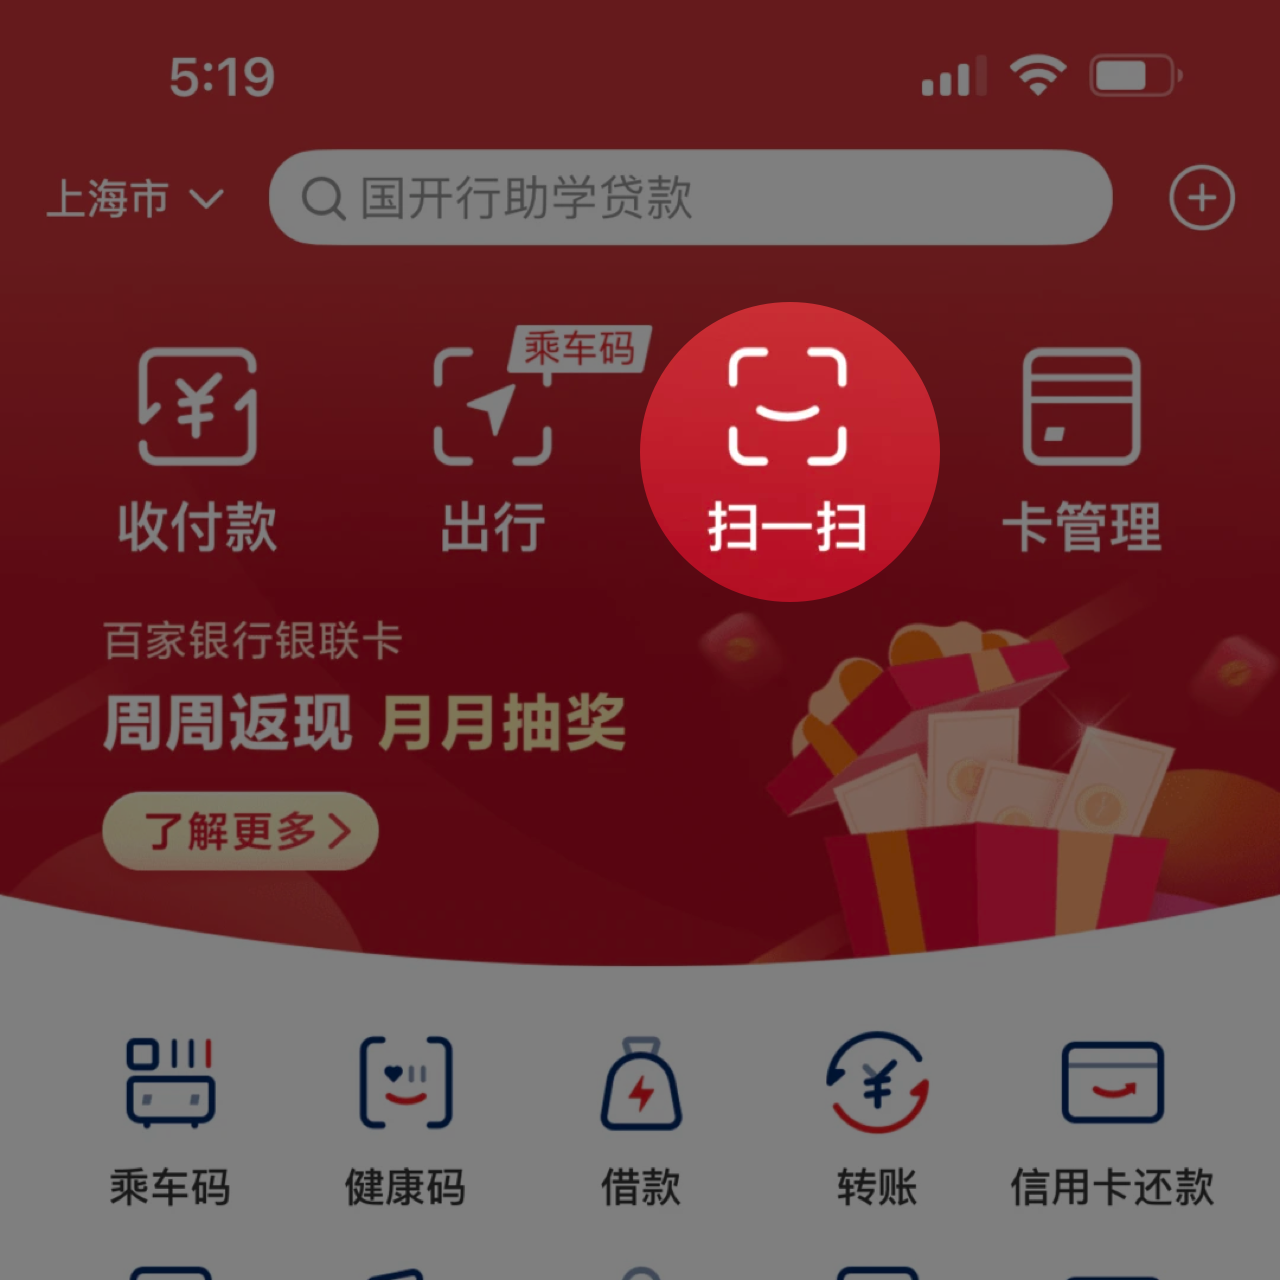 5:19
上海市
国开行助学贷款
乘车码
收付款
出行
扫一扫
卡管理
百家银行银联卡
周周返现 月月抽奖
了解更多
乘车码
健康码
借款
转账
信用卡还款